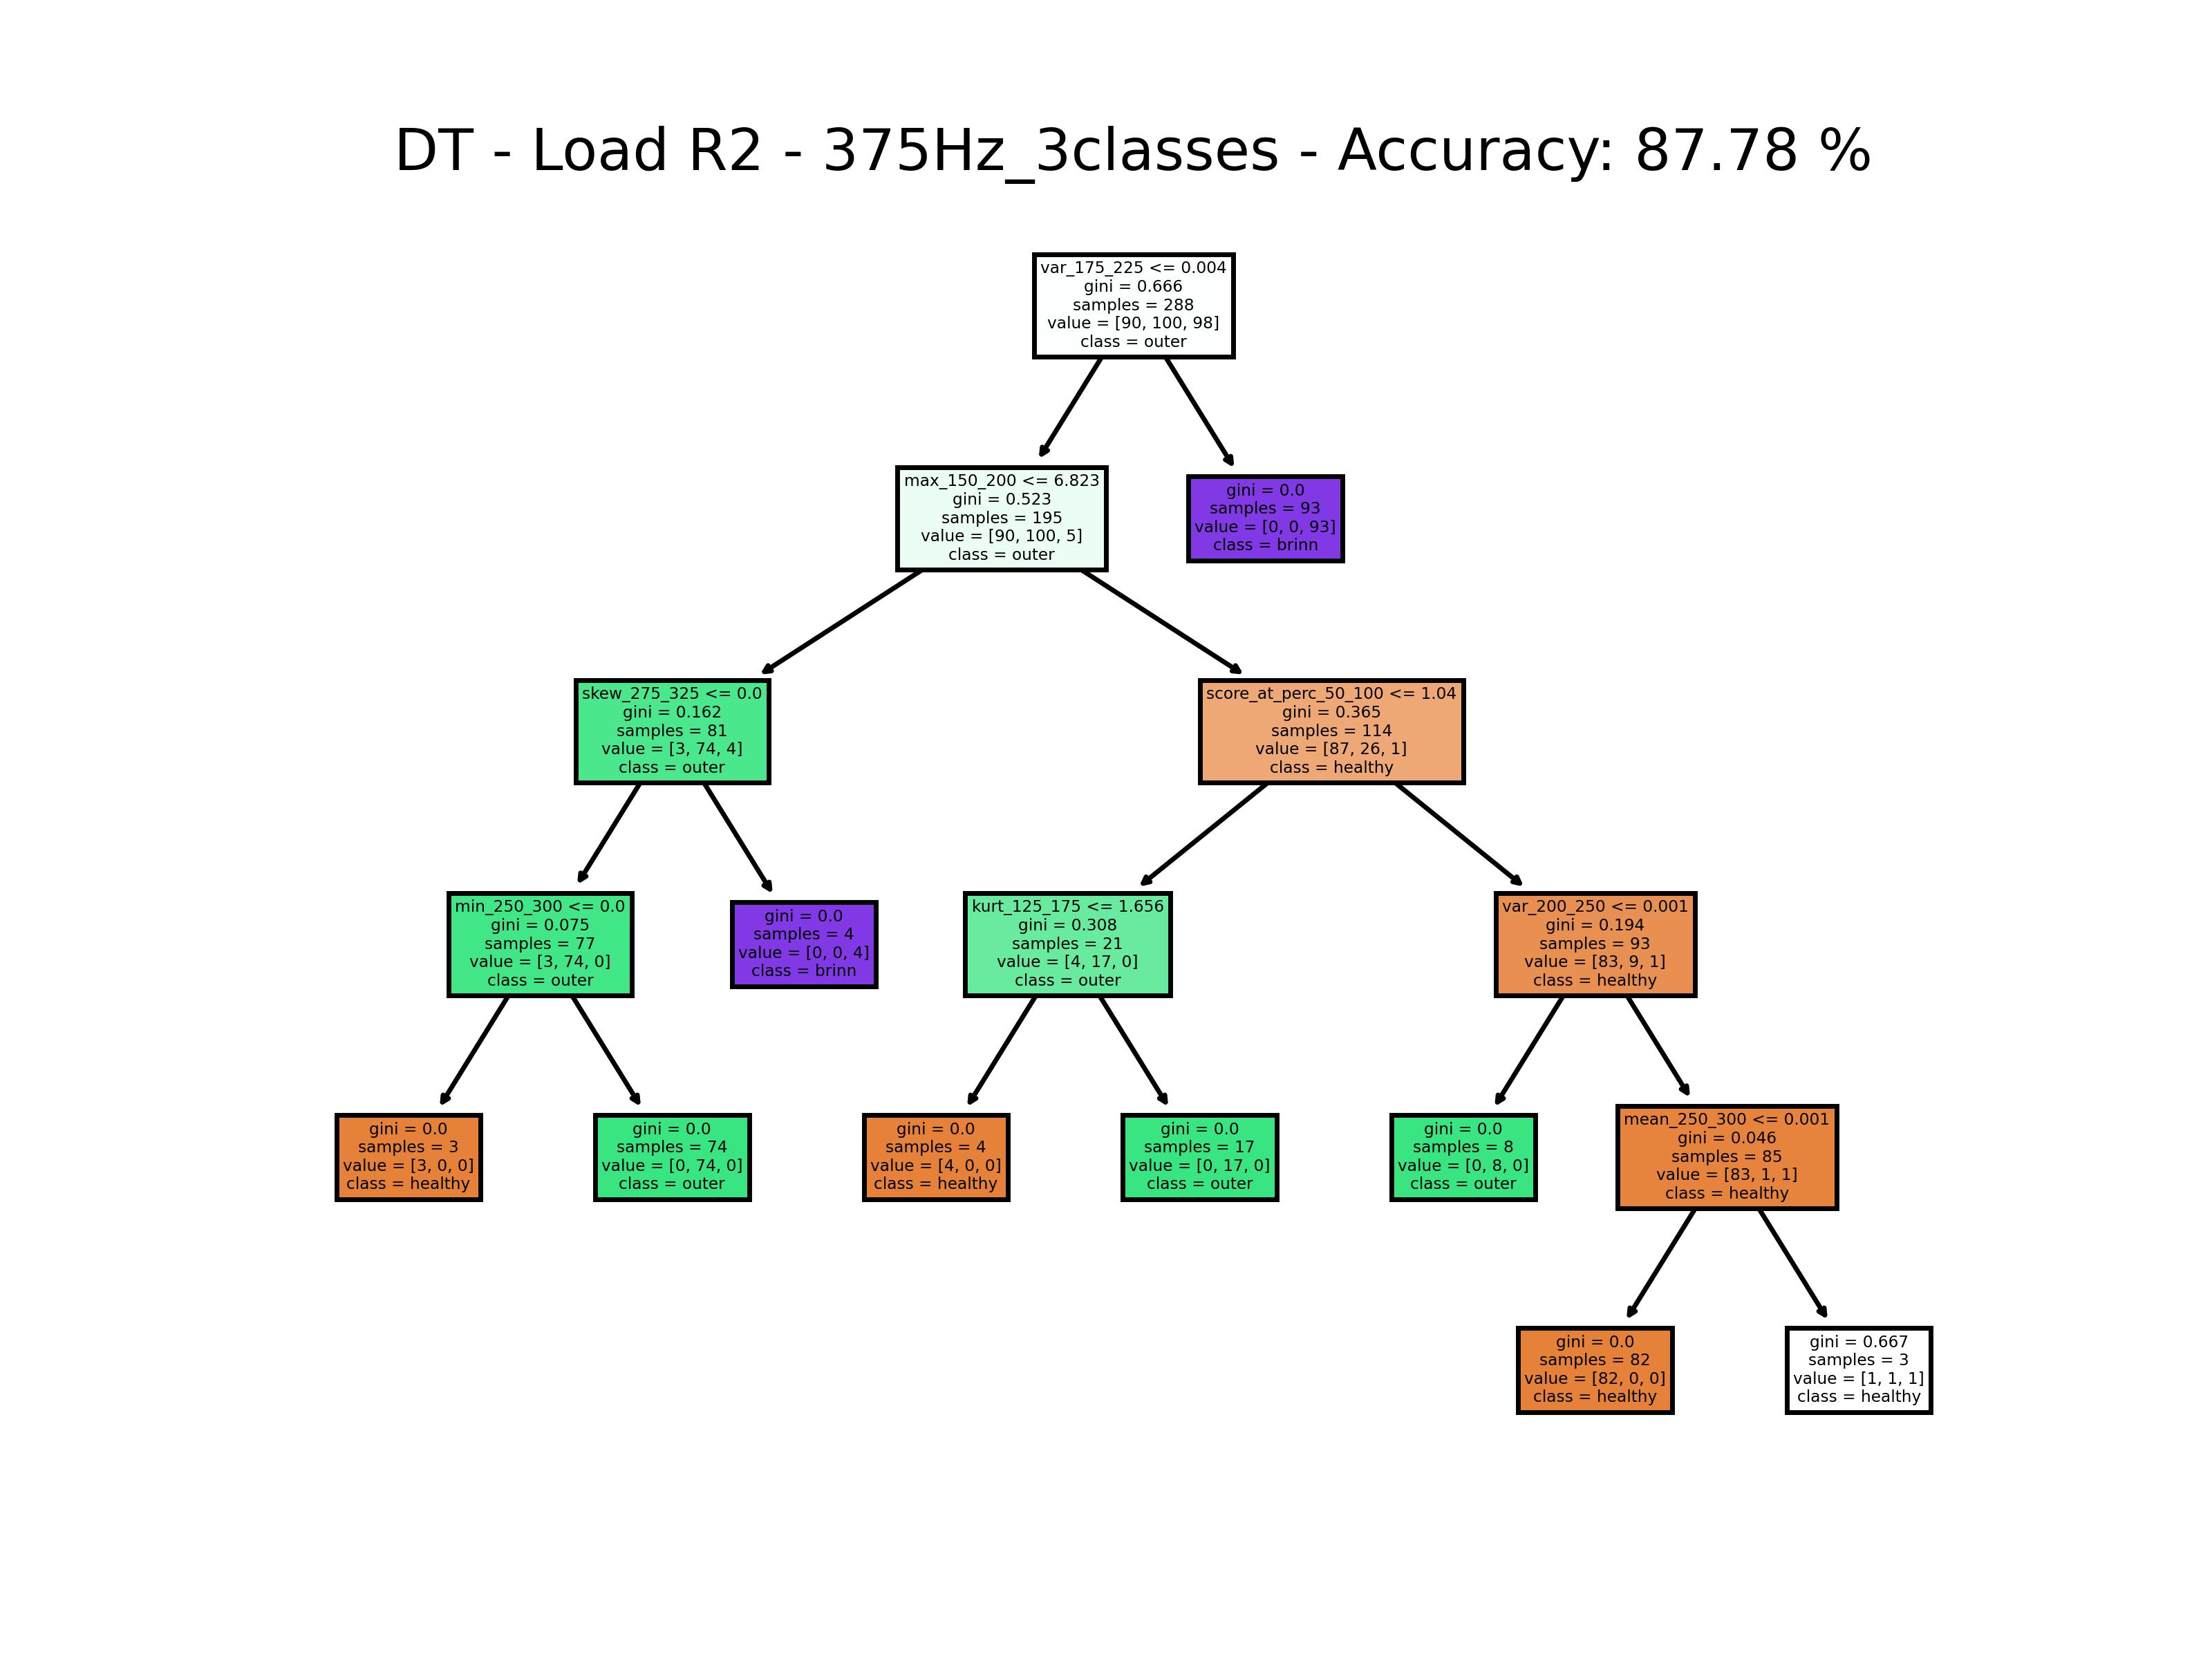 DT - Load R2 - 375Hz_3classes - Accuracy: 87.78 %
var_175_225 <= 0.004
gini = 0.666
samples = 288
value = [90, 100, 98]
class = outer
max_150_200 <= 6.823
gini = 0.523
samples = 195
value = [90, 100, 5]
class = outer
gini = 0.0
samples = 93
value = [0, 0, 93]
class = brinn
skew_275_325 <= 0.0
gini = 0.162
samples = 81
value = [3, 74, 4]
class = outer
score_at_perc_50_100 <= 1.04
gini = 0.365
samples = 114
value = [87, 26, 1]
class = healthy
min_250_300 <= 0.0
gini = 0.075
samples = 77
value = [3, 74, 0]
class = outer
gini = 0.0
samples = 4
value = [0, 0, 4]
class = brinn
kurt_125_175 <= 1.656
gini = 0.308
samples = 21
value = [4, 17, 0]
class = outer
var_200_250 <= 0.001
gini = 0.194
samples = 93
value = [83, 9, 1]
class = healthy
gini = 0.0
samples = 3
value = [3, 0, 0]
class = healthy
gini = 0.0
samples = 74
value = [0, 74, 0]
class = outer
gini = 0.0
samples = 4
value = [4, 0, 0]
class = healthy
gini = 0.0
samples = 17
value = [0, 17, 0]
class = outer
gini = 0.0
samples = 8
value = [0, 8, 0]
class = outer
mean_250_300 <= 0.001
gini = 0.046
samples = 85
value = [83, 1, 1]
class = healthy
gini = 0.0
samples = 82
value = [82, 0, 0]
class = healthy
gini = 0.667
samples = 3
value = [1, 1, 1]
class = healthy